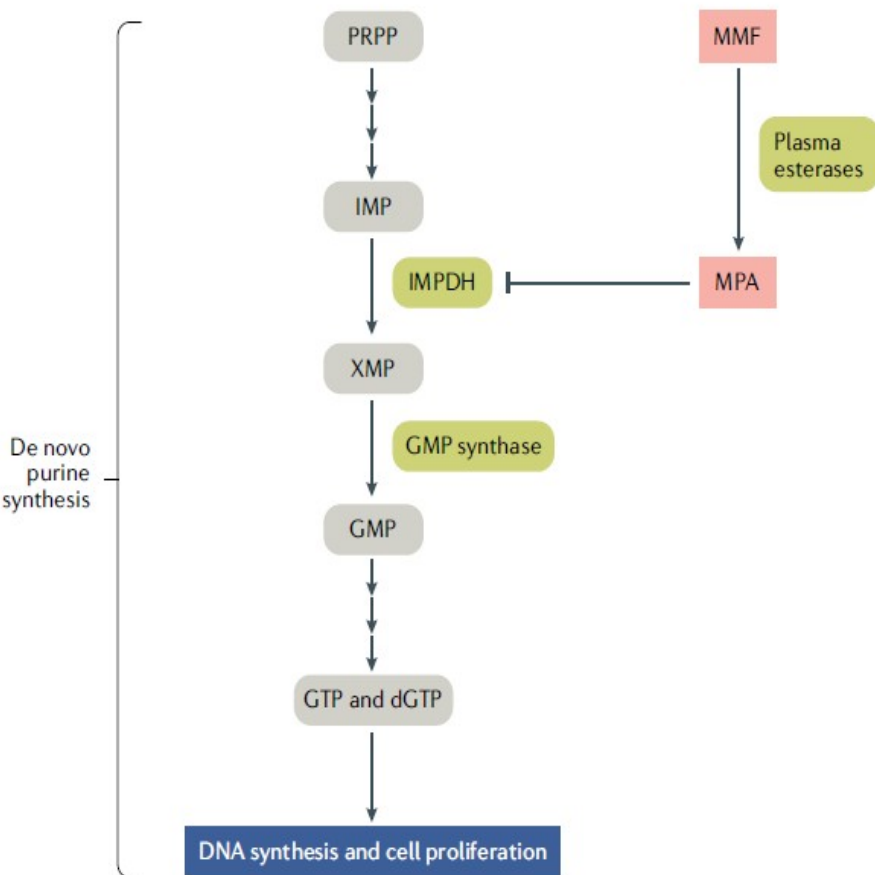 PRPP
MMF
Plasma
esterases
IMP
IMPDH
MPA
XMP
De novo
purine
synthesis
GMP synthase
GMP
GTP and dGTP
DNA synthesis and cell proliferation